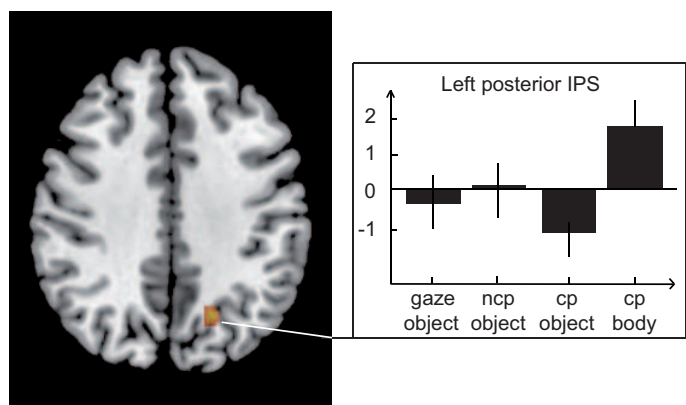 Left posterior IPS
2
1
0
-1
gaze ncp cp cp
object object object body